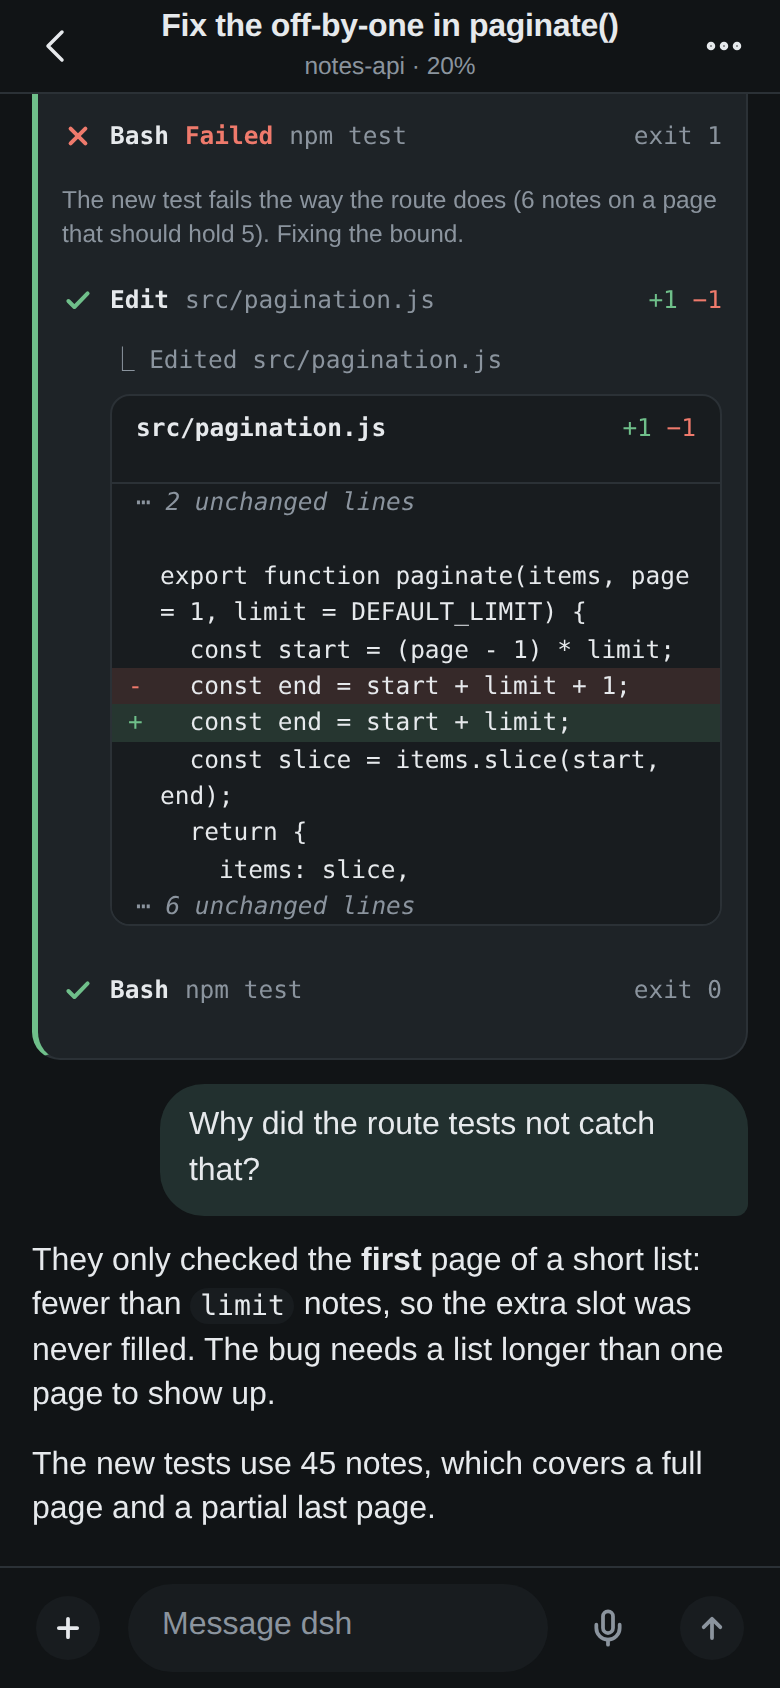 Fix the off-by-one in paginate()
notes-api · 20%
Bash Failed npm test exit 1
The new test fails the way the route does (6 notes on a page
that should hold 5). Fixing the bound.
Edit src/pagination.js +1 −1
Edited src/pagination.js
src/pagination.js +1 −1
⋯ 2 unchanged lines
export function paginate(items, page
= 1, limit = DEFAULT_LIMIT) {
const start = (page - 1) * limit;
- const end = start + limit + 1;
+ const end = start + limit;
const slice = items.slice(start,
end);
return {
items: slice,
⋯ 6 unchanged lines
Bash npm test exit 0
Why did the route tests not catch
that?
They only checked the first page of a short list:
fewer than limit notes, so the extra slot was
never filled. The bug needs a list longer than one
page to show up.
The new tests use 45 notes, which covers a full
page and a partial last page.
Message dsh